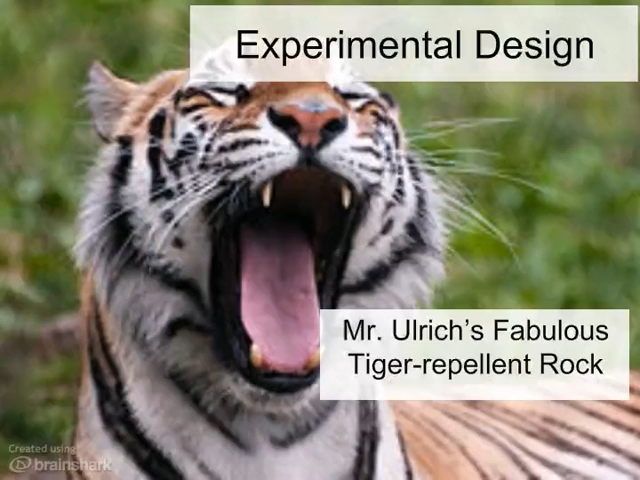 Experimental Design
Mr. Ulrich’s Fabulous
Tiger-repellent Rock
Created using
brainshark